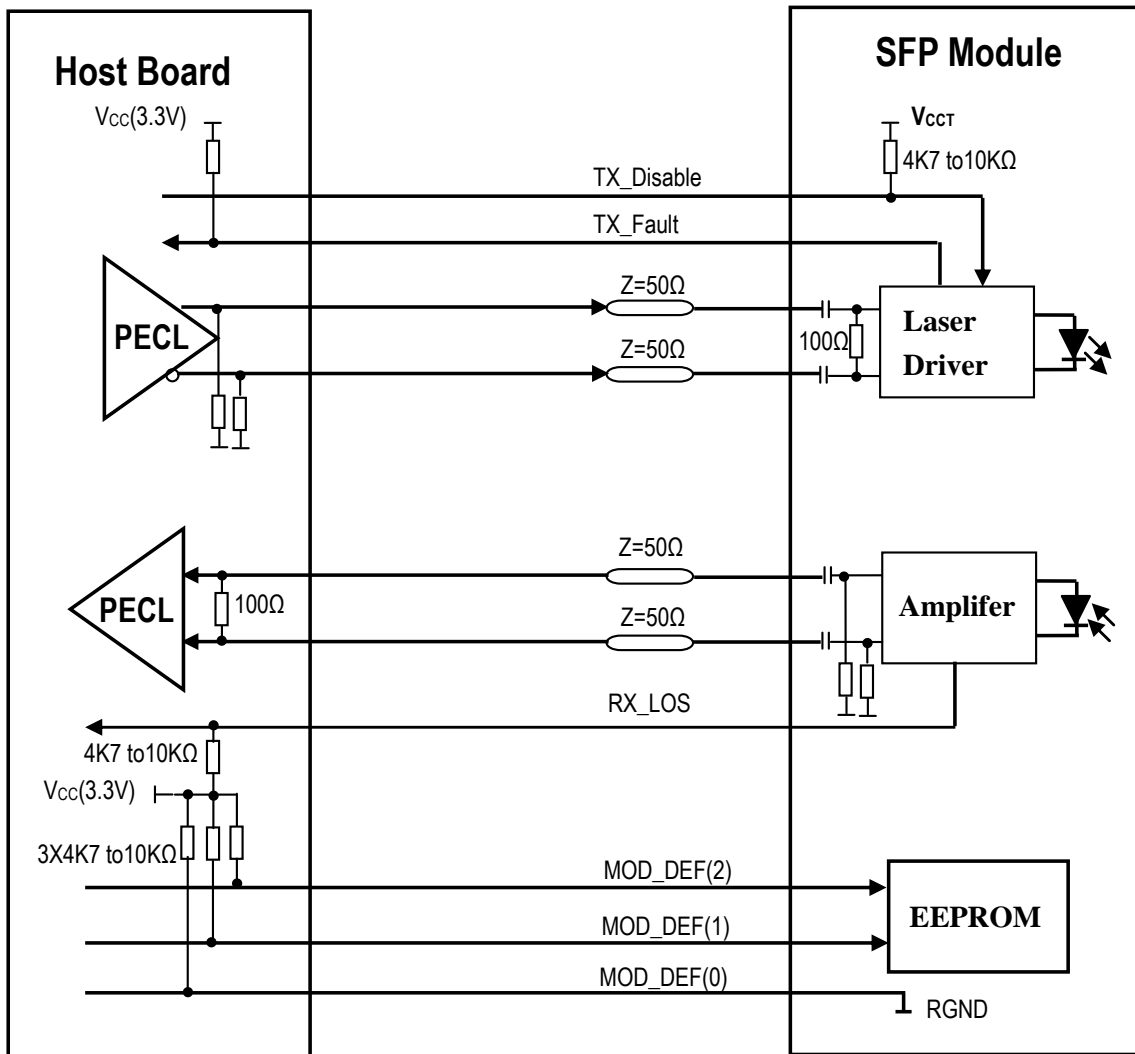 Host Board
SFP Module
VCC(3.3V)
VCCT
4K7 to10KΩ
TX_Disable
TX_Fault
Z=50Ω
PECL
100Ω
Laser
Driver
Z=50Ω
Z=50Ω
PECL
100Ω
Amplifer
Z=50Ω
RX_LOS
4K7 to10KΩ
VCC(3.3V)
3X4K7 to10KΩ
MOD_DEF(2)
EEPROM
MOD_DEF(1)
MOD_DEF(0)
RGND